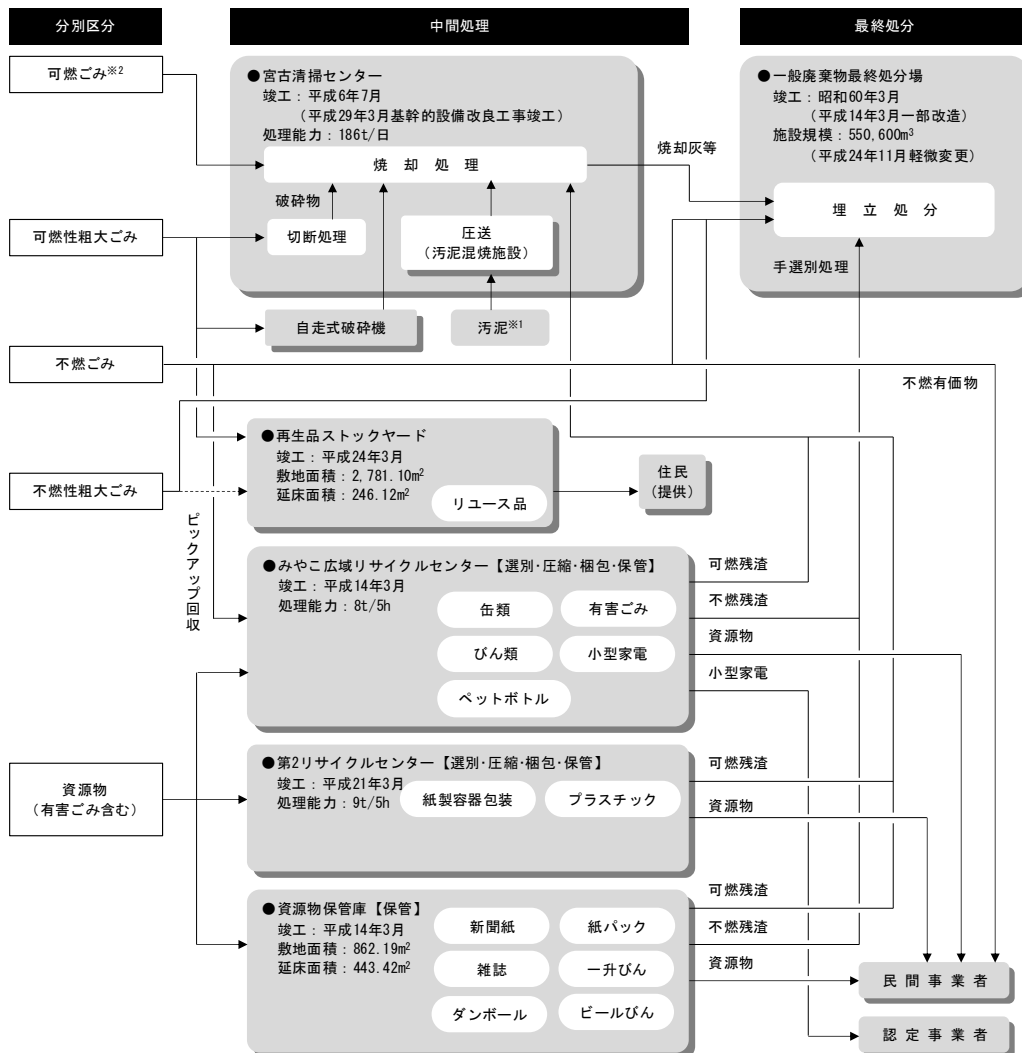 分別区分
中間処理
最終処分
可燃ごみ※2
●宮古清掃センター
竣工：平成6年7月
（平成29年3月基幹的設備改良工事竣工）
処理能力：186t/日
焼却処理
破砕物
切断処理
圧送
（汚泥混焼施設）
焼却灰等
●一般廃棄物最終処分場
竣工：昭和60年3月
（平成14年3月一部改造）
施設規模：550,600m³
（平成24年11月軽微変更）
埋立処分
手選別処理
可燃性粗大ごみ
自走式破砕機
汚泥※1
不燃ごみ
不燃有価物
●再生品ストックヤード
竣工：平成24年3月
敷地面積：2,781.10m²
延床面積：246.12m²
リユース品
住民
（提供）
不燃性粗大ごみ
ピックアップ回収
●みやこ広域リサイクルセンター【選別･圧縮･梱包･保管】
竣工：平成14年3月
処理能力：8t/5h
缶類
有害ごみ
びん類
小型家電
ペットボトル
可燃残渣
不燃残渣
資源物
小型家電
資源物
（有害ごみ含む）
●第2リサイクルセンター【選別･圧縮･梱包･保管】
竣工：平成21年3月
処理能力：9t/5h
紙製容器包装
プラスチック
可燃残渣
資源物
●資源物保管庫【保管】
竣工：平成14年3月
敷地面積：862.19m²
延床面積：443.42m²
新聞紙
紙パック
雑誌
一升びん
ダンボール
ビールびん
可燃残渣
不燃残渣
資源物
民間事業者
認定事業者